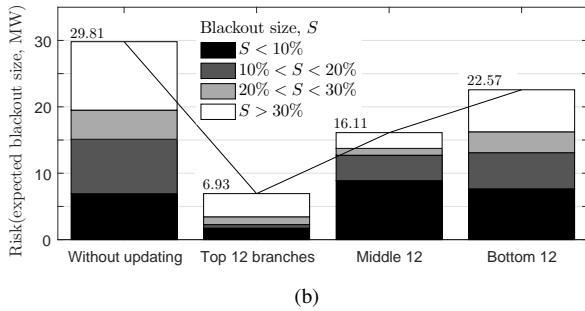 Risk(expected blackout size, MW)
30
20
10
0
Blackout size, S
S < 10%
10% < S < 20%
20% < S < 30%
S > 30%
29.81
6.93
16.11
22.57
Without updating
Top 12 branches
Middle 12
Bottom 12
(b)